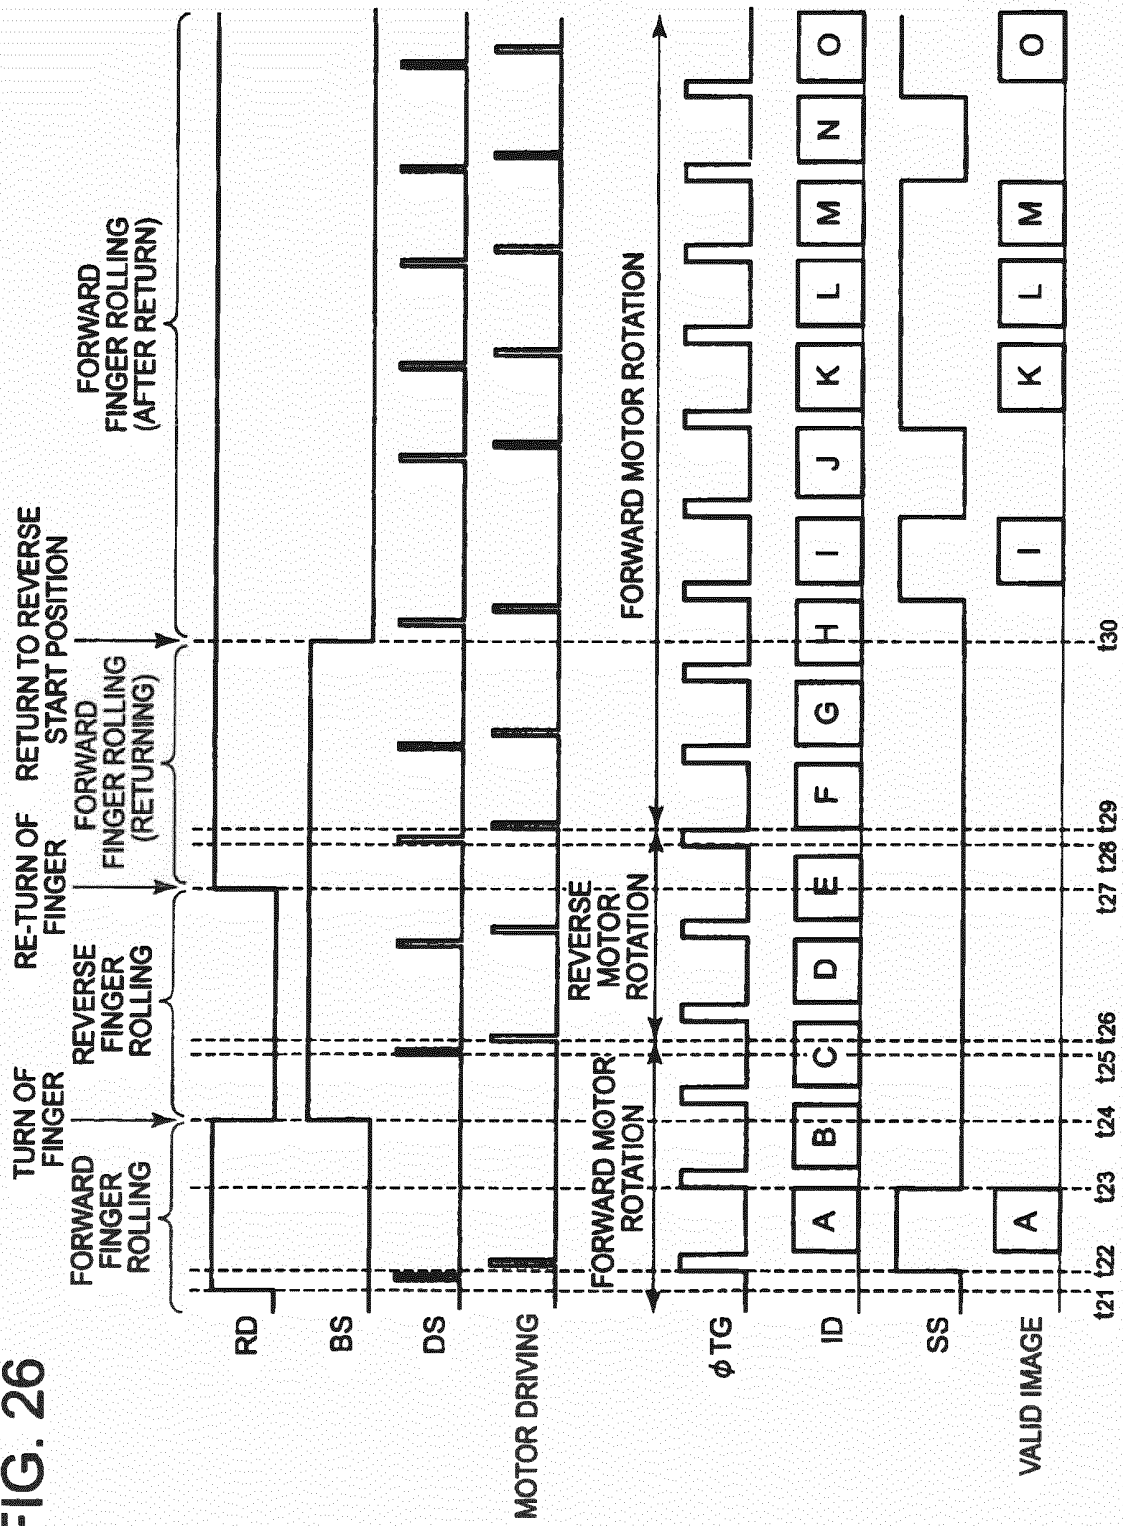 FIG. 26
TURN OF
FINGER
RE-TURN OF
FINGER
RETURN TO REVERSE
START POSITION
FORWARD
FINGER
ROLLING
REVERSE
FINGER
ROLLING
FORWARD
FINGER ROLLING
(RETURNING)
FORWARD
FINGER ROLLING
(AFTER RETURN)
RD
BS
DS
MOTOR DRIVING
FORWARD MOTOR
ROTATION
REVERSE
MOTOR
ROTATION
FORWARD MOTOR ROTATION
ϕTG
ID
A B C D E F G H I J K L M N O
SS
VALID IMAGE
A I K L M O
t21 t22 t23 t24 t25 t26 t27 t28 t29 t30